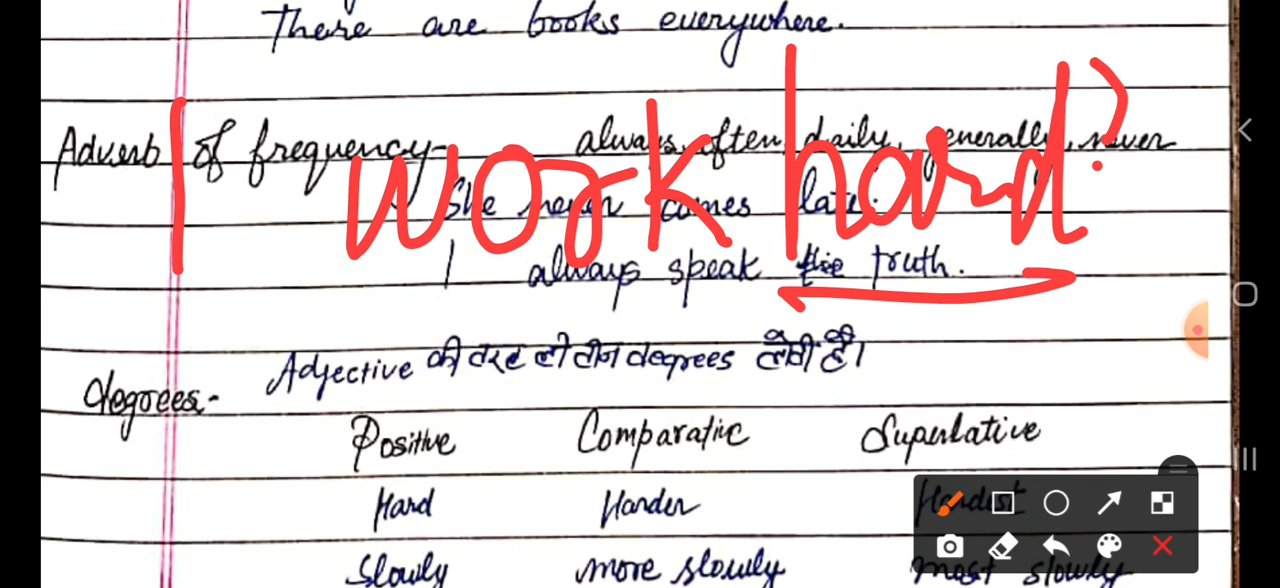 There are books everywhere.
Adverb of frequency- always, often, daily, generally, never
She never comes late.
I work hard?
I always speak the truth.
Adjective की तरह ही तीन degrees होती हैं।
degrees:-
Positive Comparative Superlative
Hard Harder Hardest
Slowly more slowly most slowly